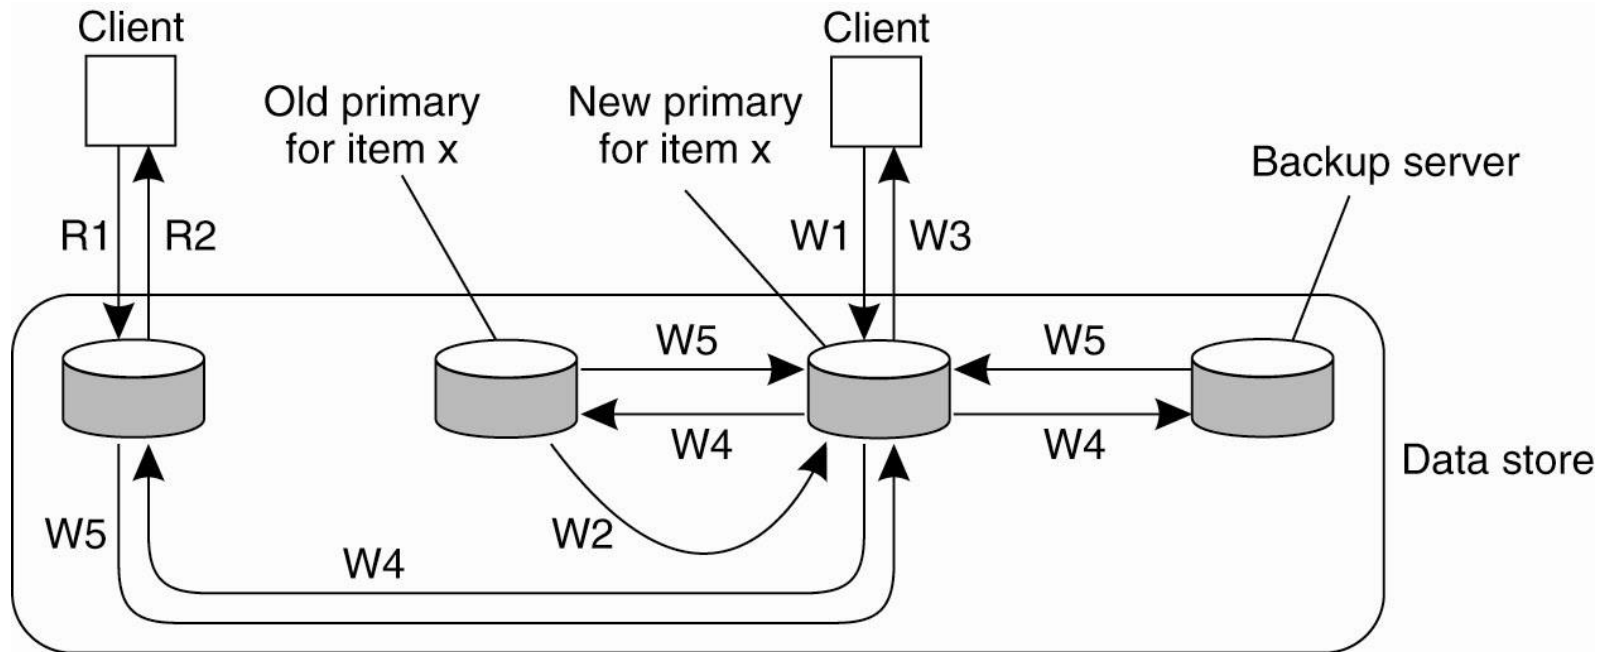 Client
Client
Old primary
for item x
New primary
for item x
Backup server
R1
R2
W1
W3
W5
W5
W4
W4
Data store
W5
W2
W4